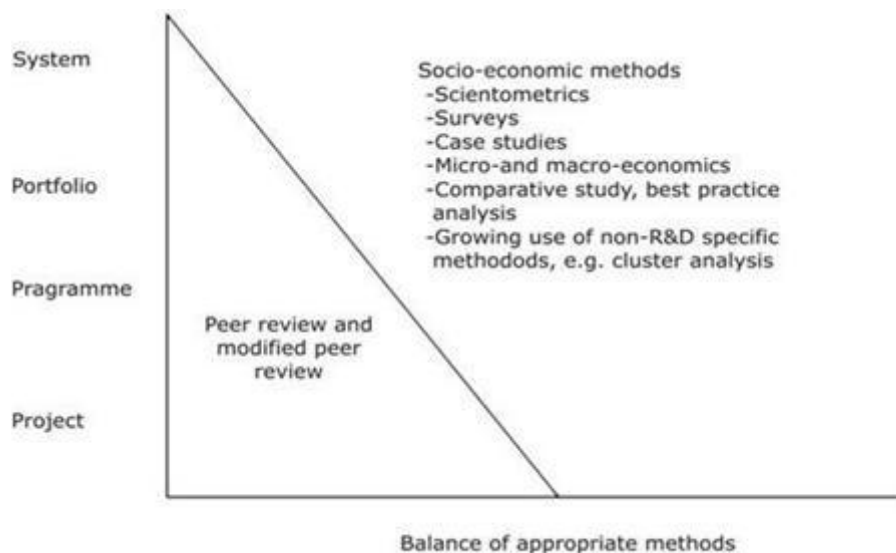 System
Portfolio
Pragramme
Project
Socio-economic methods
-Scientometrics
-Surveys
-Case studies
-Micro-and macro-economics
-Comparative study, best practice
analysis
-Growing use of non-R&D specific
methodods, e.g. cluster analysis
Peer review and
modified peer
review
Balance of appropriate methods